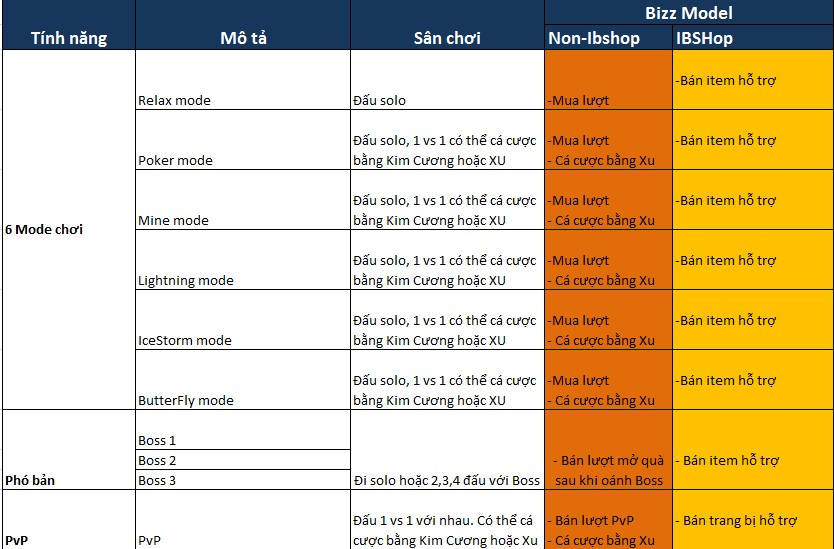 Bizz Model
Tính năng Mô tả Sân chơi Non-Ibshop IBSHop
6 Mode chơi
Relax mode
Đấu solo
-Mua lượt
-Bán item hỗ trợ
Poker mode
Đấu solo, 1 vs 1 có thể cá cược
bằng Kim Cương hoặc XU
-Mua lượt
- Cá cược bằng Xu
-Bán item hỗ trợ
Mine mode
Đấu solo, 1 vs 1 có thể cá cược
bằng Kim Cương hoặc XU
-Mua lượt
- Cá cược bằng Xu
-Bán item hỗ trợ
Lightning mode
Đấu solo, 1 vs 1 có thể cá cược
bằng Kim Cương hoặc XU
-Mua lượt
- Cá cược bằng Xu
-Bán item hỗ trợ
IceStorm mode
Đấu solo, 1 vs 1 có thể cá cược
bằng Kim Cương hoặc XU
-Mua lượt
- Cá cược bằng Xu
-Bán item hỗ trợ
ButterFly mode
Đấu solo, 1 vs 1 có thể cá cược
bằng Kim Cương hoặc XU
-Mua lượt
- Cá cược bằng Xu
-Bán item hỗ trợ
Phó bản
Boss 1
Boss 2
Boss 3
Đi solo hoặc 2,3,4 đấu với Boss
- Bán lượt mở quà
sau khi oánh Boss
- Bán item hỗ trợ
PvP
PvP
Đấu 1 vs 1 với nhau. Có thể cá
cược bằng Kim Cương hoặc Xu
- Bán lượt PvP
- Cá cược bằng Xu
- Bán trang bị hỗ trợ